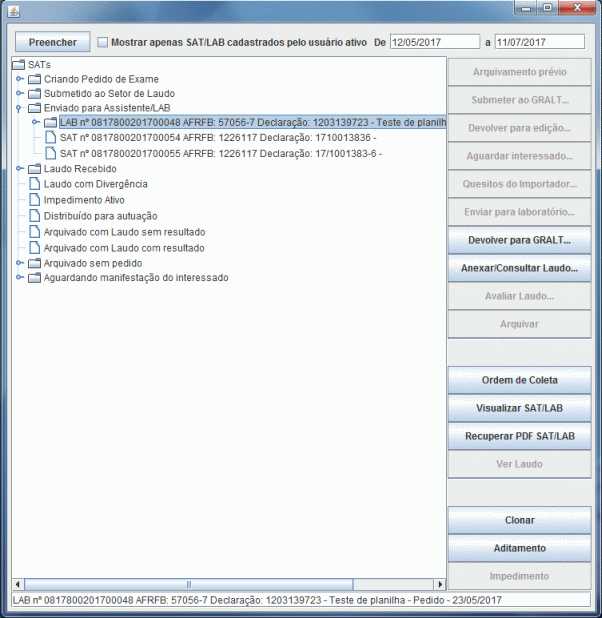 Preencher
Mostrar apenas SAT/LAB cadastrados pelo usuário ativo De 12/05/2017 a 11/07/2017
SATs
Criando Pedido de Exame
Submetido ao Setor de Laudo
Enviado para Assistente/LAB
LAB nº 0817800201700048 AFRFB: 57056-7 Declaração: 1203139723 - Teste de planilh
SAT nº 0817800201700054 AFRFB: 1226117 Declaração: 1710013836 -
SAT nº 0817800201700055 AFRFB: 1226117 Declaração: 17/1001383-6 -
Laudo Recebido
Laudo com Divergência
Impedimento Ativo
Distribuído para autuação
Arquivado com Laudo sem resultado
Arquivado com Laudo com resultado
Arquivado sem pedido
Aguardando manifestação do interessado
Arquivamento prévio
Submeter ao GRALT...
Devolver para edição...
Aguardar interessado...
Quesitos do Importador...
Enviar para laboratório...
Devolver para GRALT...
Anexar/Consultar Laudo...
Avaliar Laudo...
Arquivar
Ordem de Coleta
Visualizar SAT/LAB
Recuperar PDF SAT/LAB
Ver Laudo
Clonar
Aditamento
Impedimento
LAB nº 0817800201700048 AFRFB: 57056-7 Declaração: 1203139723 - Teste de planilha - Pedido - 23/05/2017